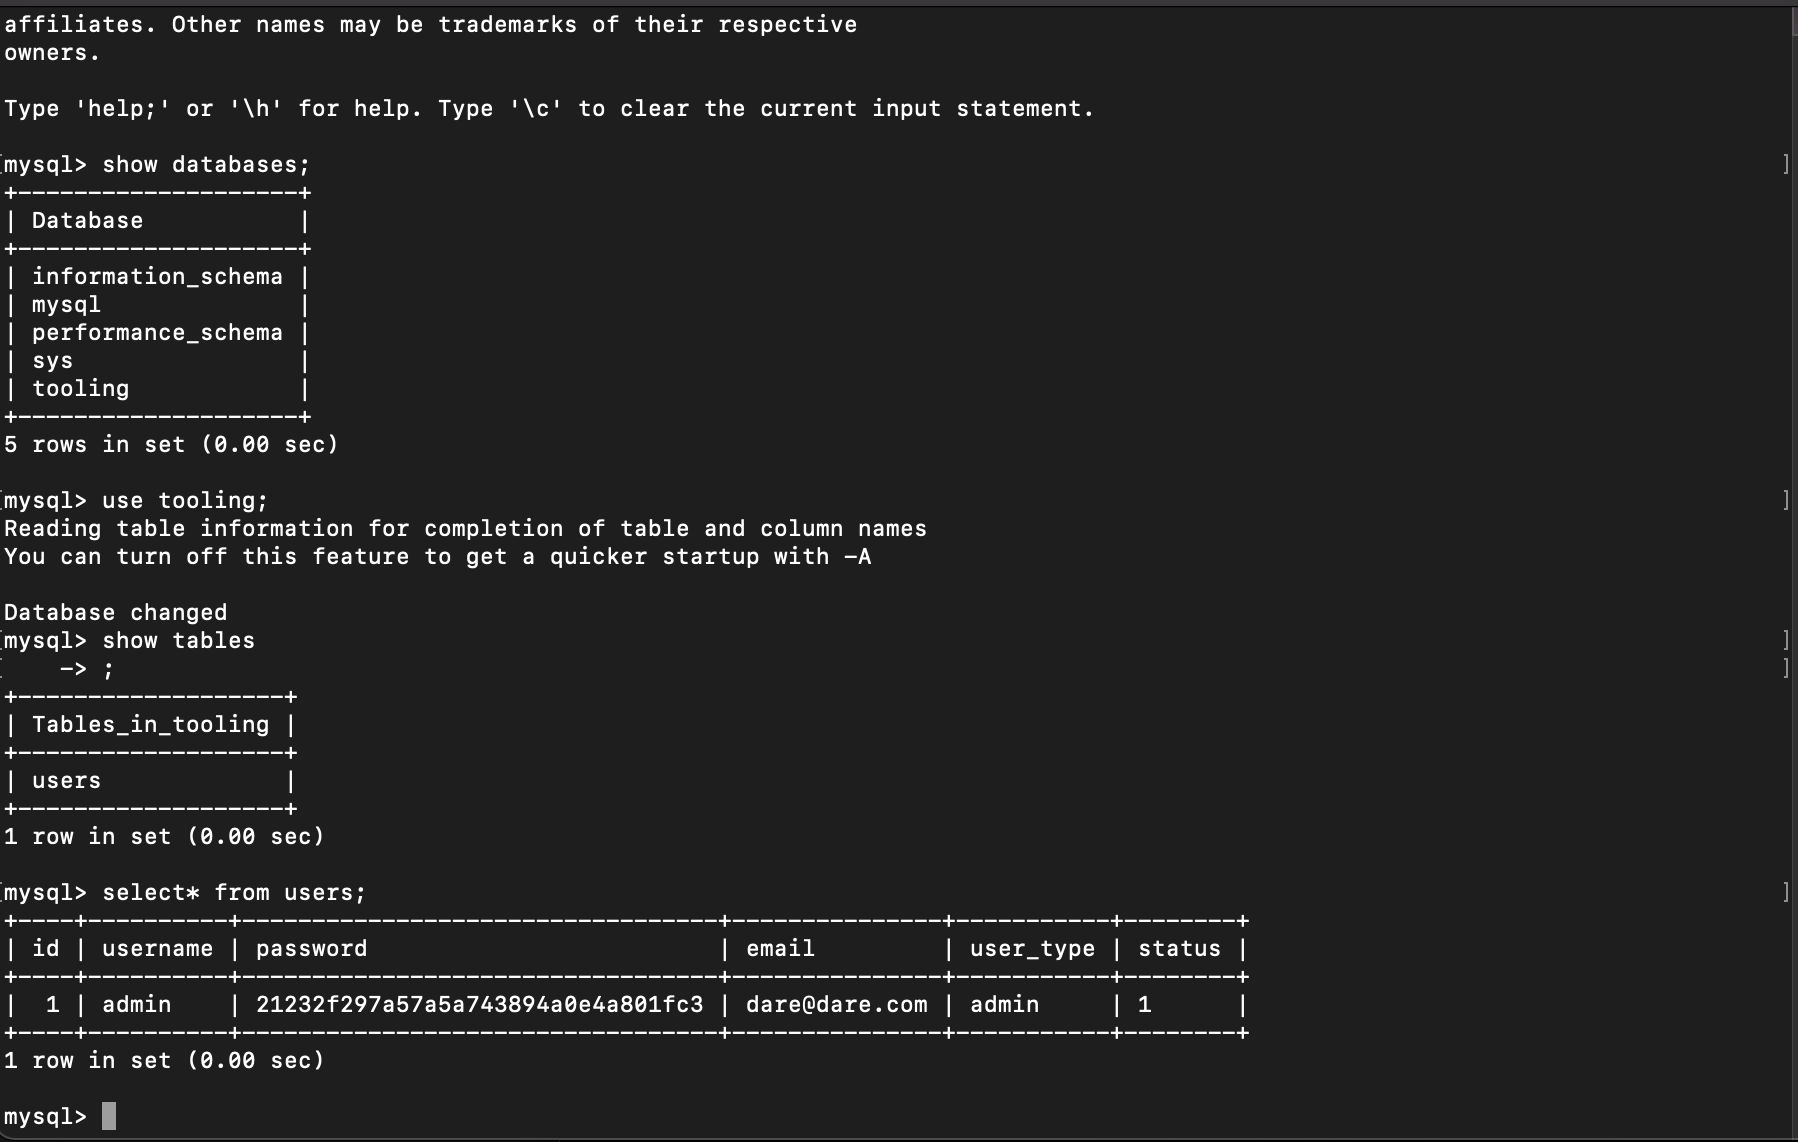 affiliates. Other names may be trademarks of their respective
owners.

Type 'help;' or '\h' for help. Type '\c' to clear the current input statement.

[mysql> show databases;                                                                                                         ]
+--------------------+
| Database           |
+--------------------+
| information_schema |
| mysql              |
| performance_schema |
| sys                |
| tooling            |
+--------------------+
5 rows in set (0.00 sec)

[mysql> use tooling;                                                                                                            ]
Reading table information for completion of table and column names
You can turn off this feature to get a quicker startup with -A

Database changed
[mysql> show tables                                                                                                             ]
[    -> ;                                                                                                                       ]
+-------------------+
| Tables_in_tooling |
+-------------------+
| users             |
+-------------------+
1 row in set (0.00 sec)

[mysql> select* from users;                                                                                                     ]
+----+----------+----------------------------------+---------------+-----------+--------+
| id | username | password                         | email         | user_type | status |
+----+----------+----------------------------------+---------------+-----------+--------+
|  1 | admin    | 21232f297a57a5a743894a0e4a801fc3 | dare@dare.com | admin     | 1      |
+----+----------+----------------------------------+---------------+-----------+--------+
1 row in set (0.00 sec)

mysql>